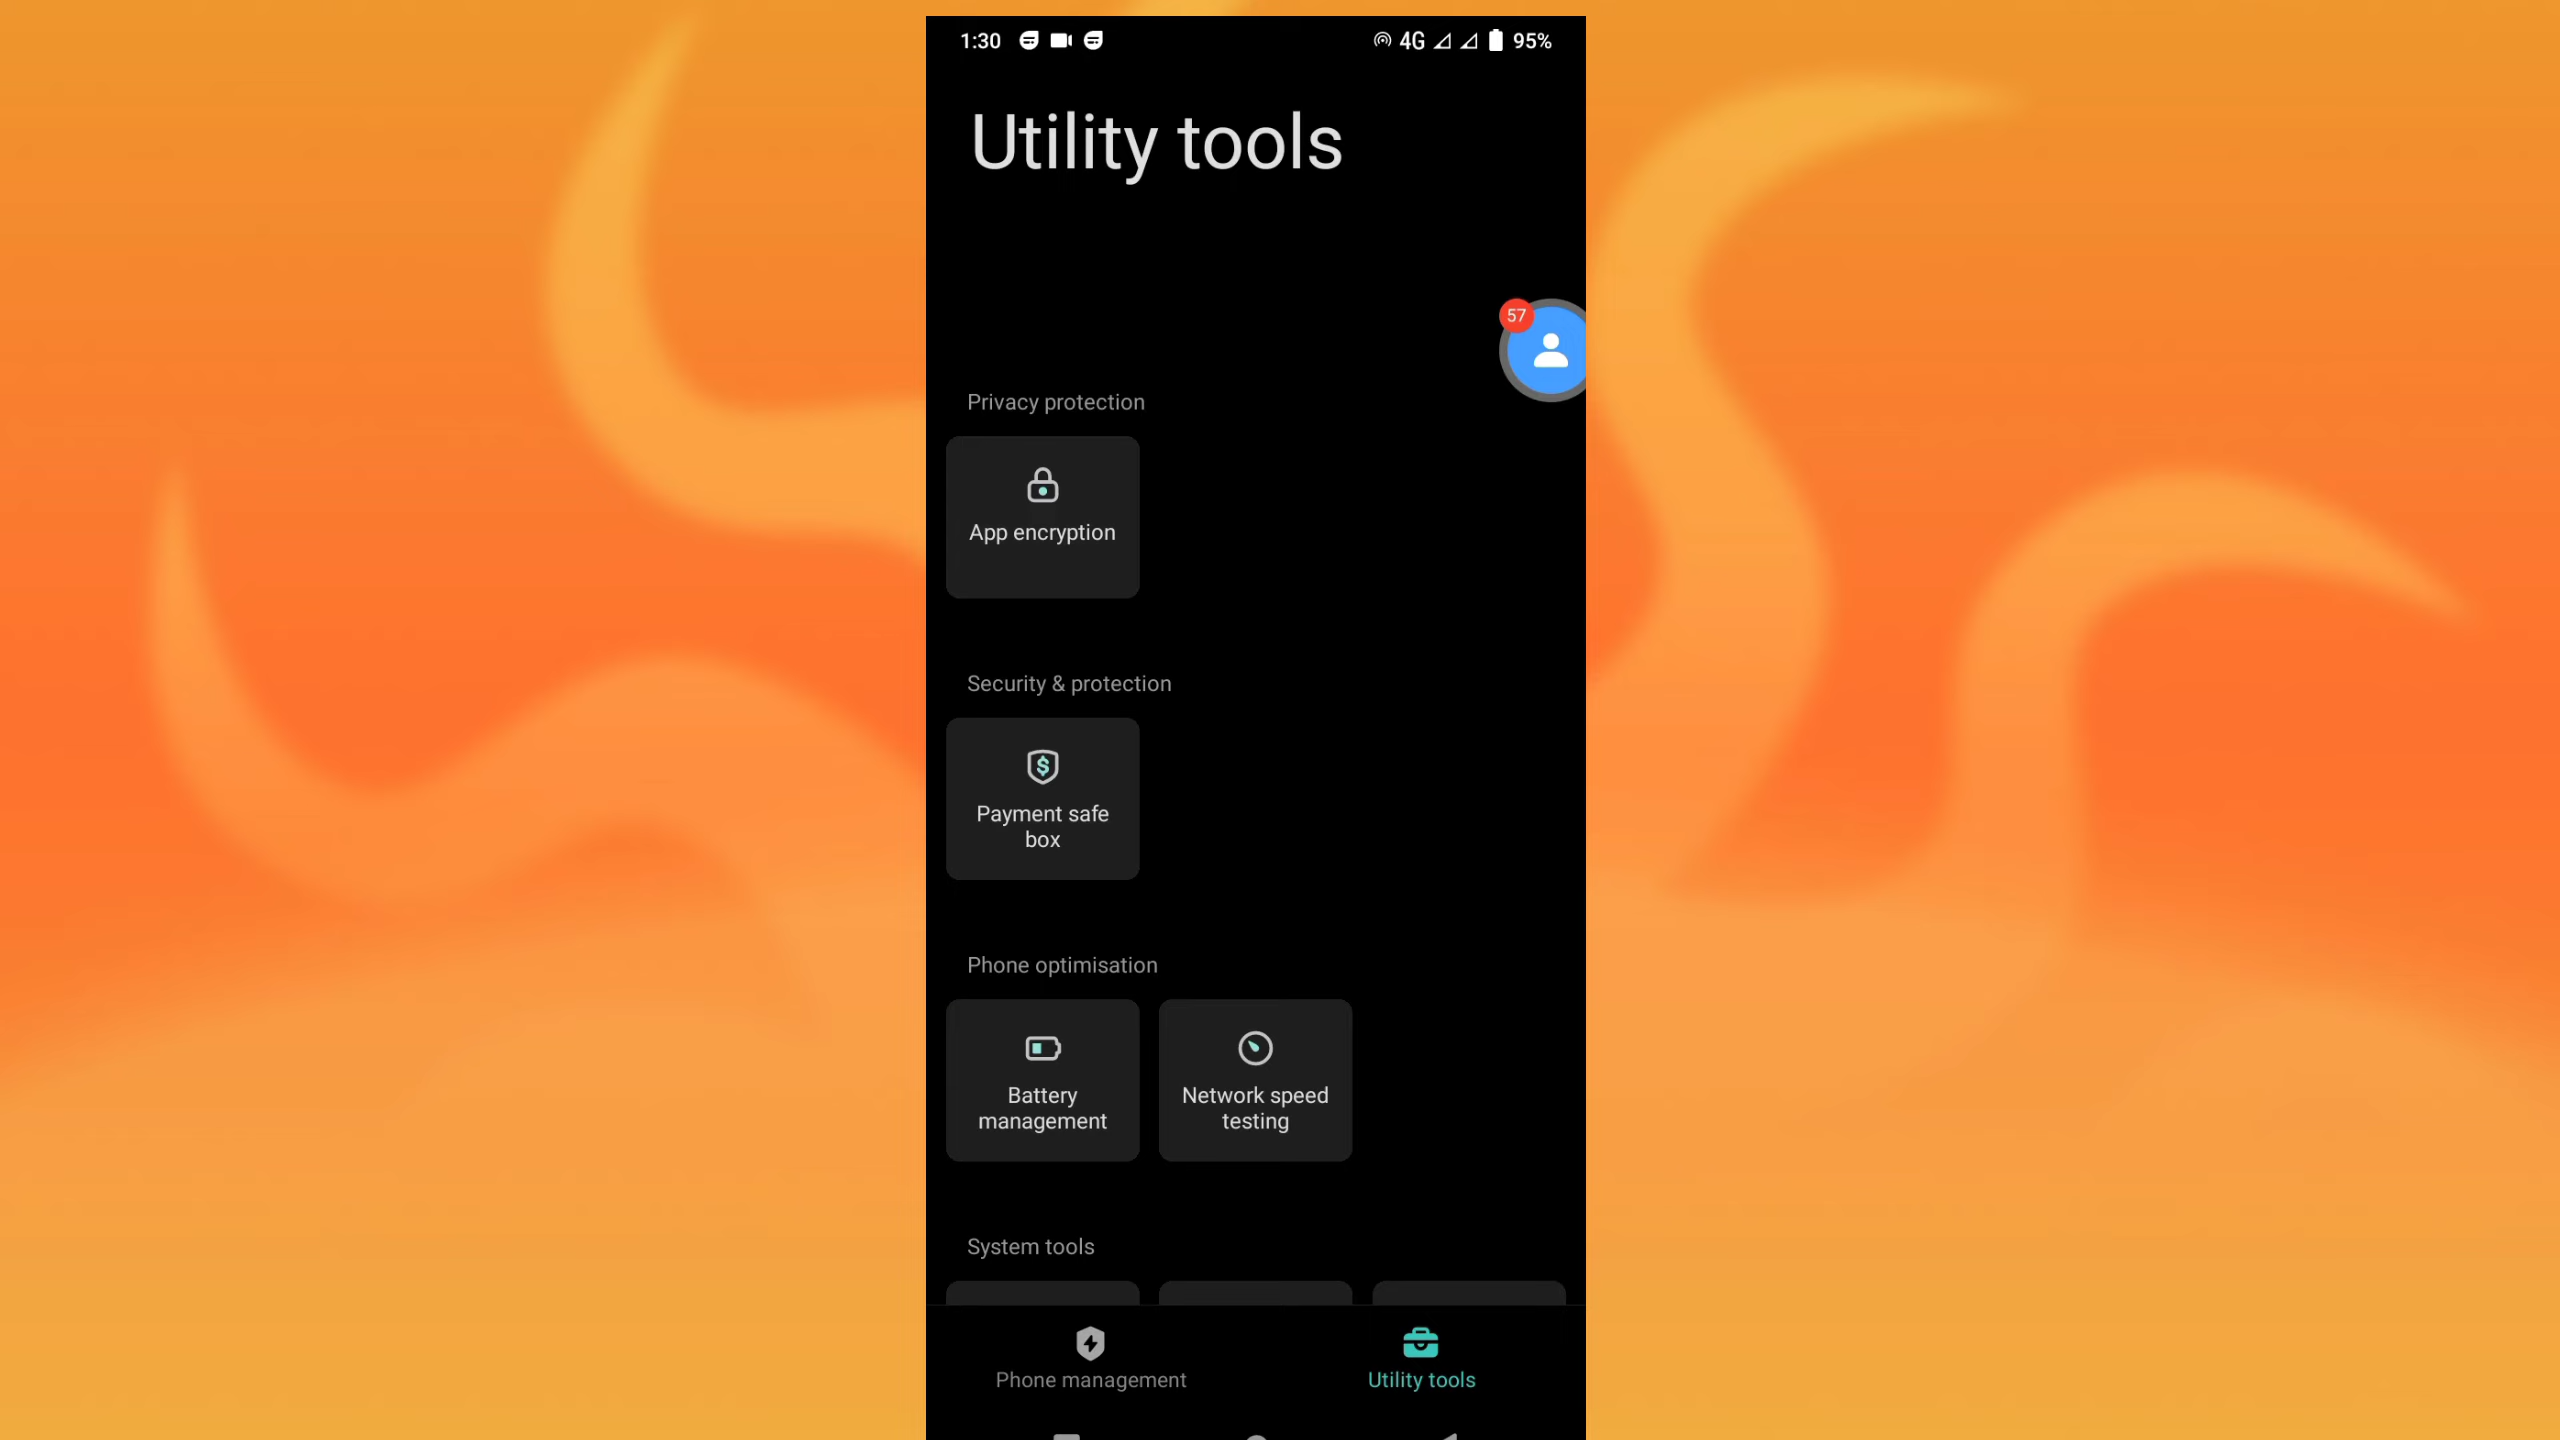 1:30
4G
95%
Utility tools
57
Privacy protection
App encryption
Security & protection
Payment safe
box
Phone optimisation
Battery
management
Network speed
testing
System tools
Phone management
Utility tools